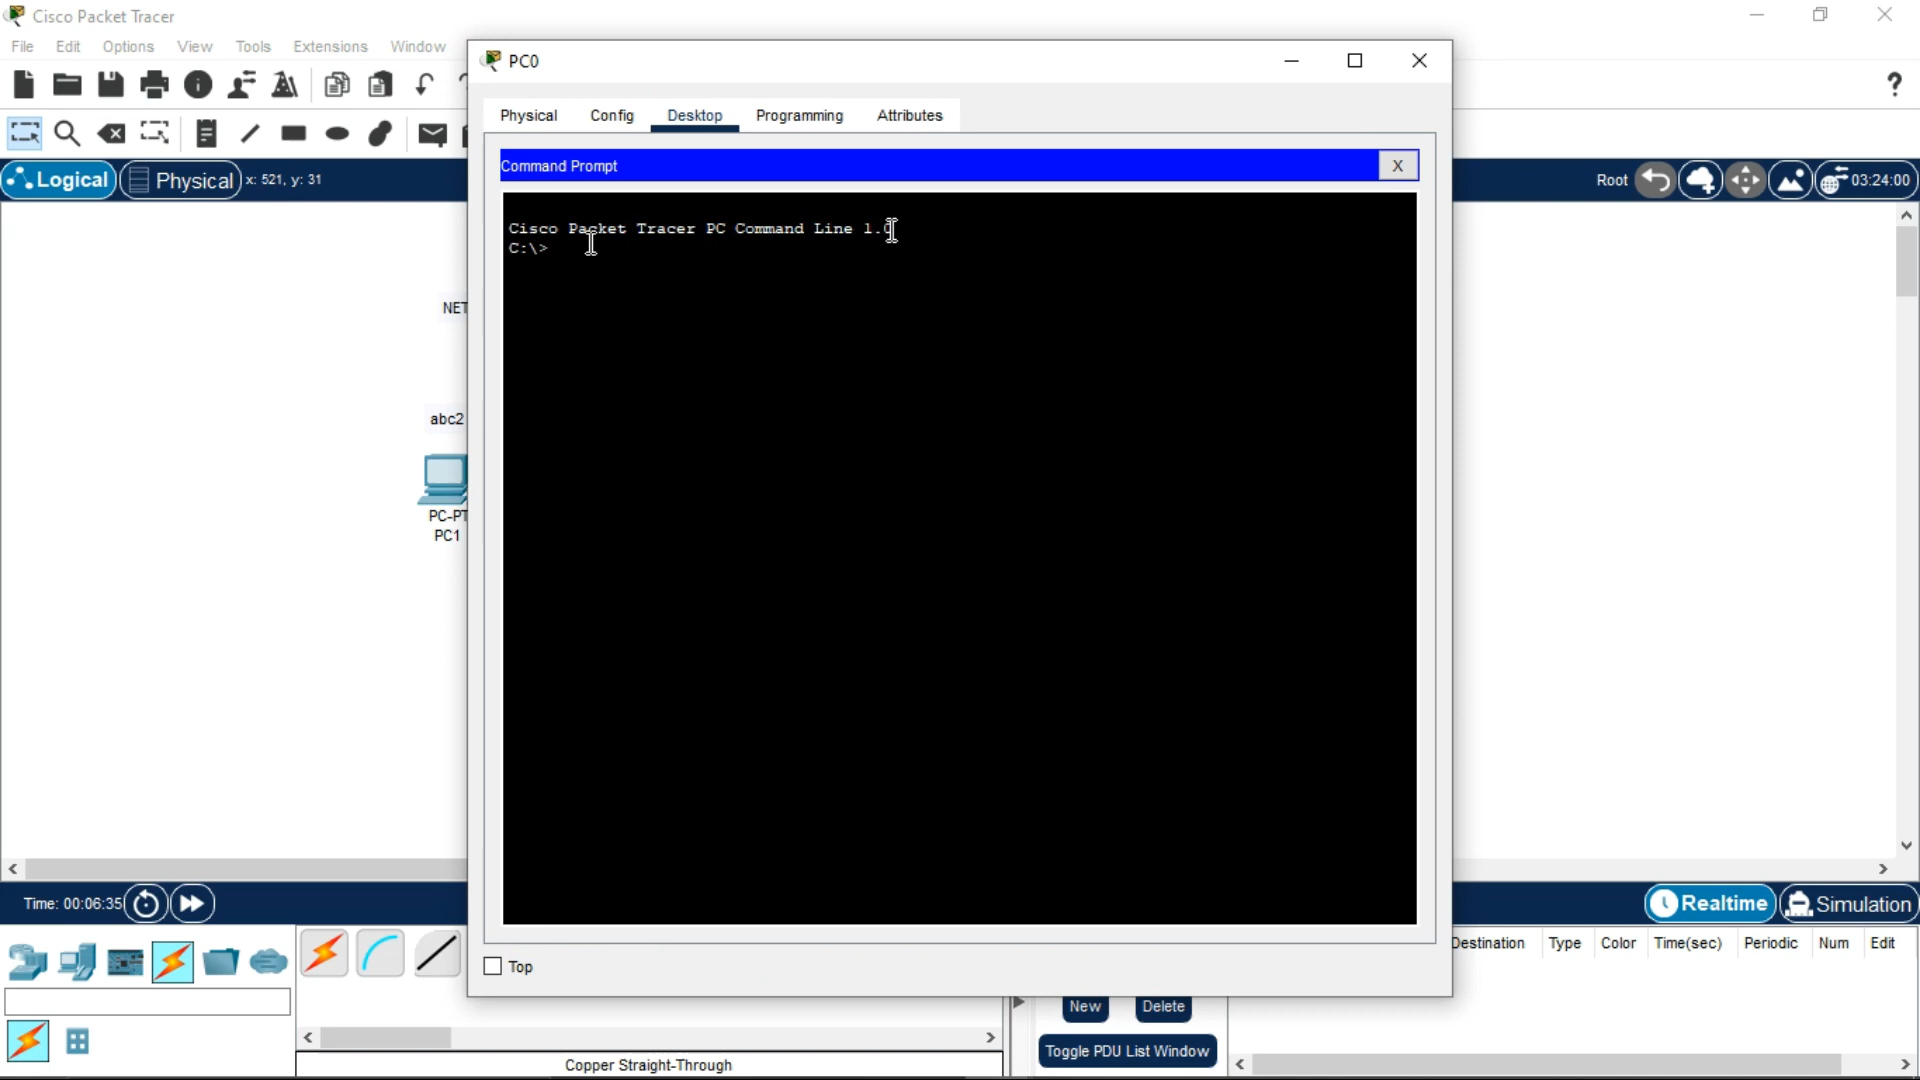 Cisco Packet Tracer
File Edit Options View Tools Extensions Window
PC0
Physical Config Desktop Programming Attributes
Command Prompt
X
Logical
Physical
x: 521, y: 31
Root
03:24:00
Cisco Packet Tracer PC Command Line 1.0
C:\>
NET
abc2
PC-PT
PC1
Time: 00:06:35
Realtime
Simulation
Top
Destination Type Color Time(sec) Periodic Num Edit
New
Delete
Toggle PDU List Window
Copper Straight-Through